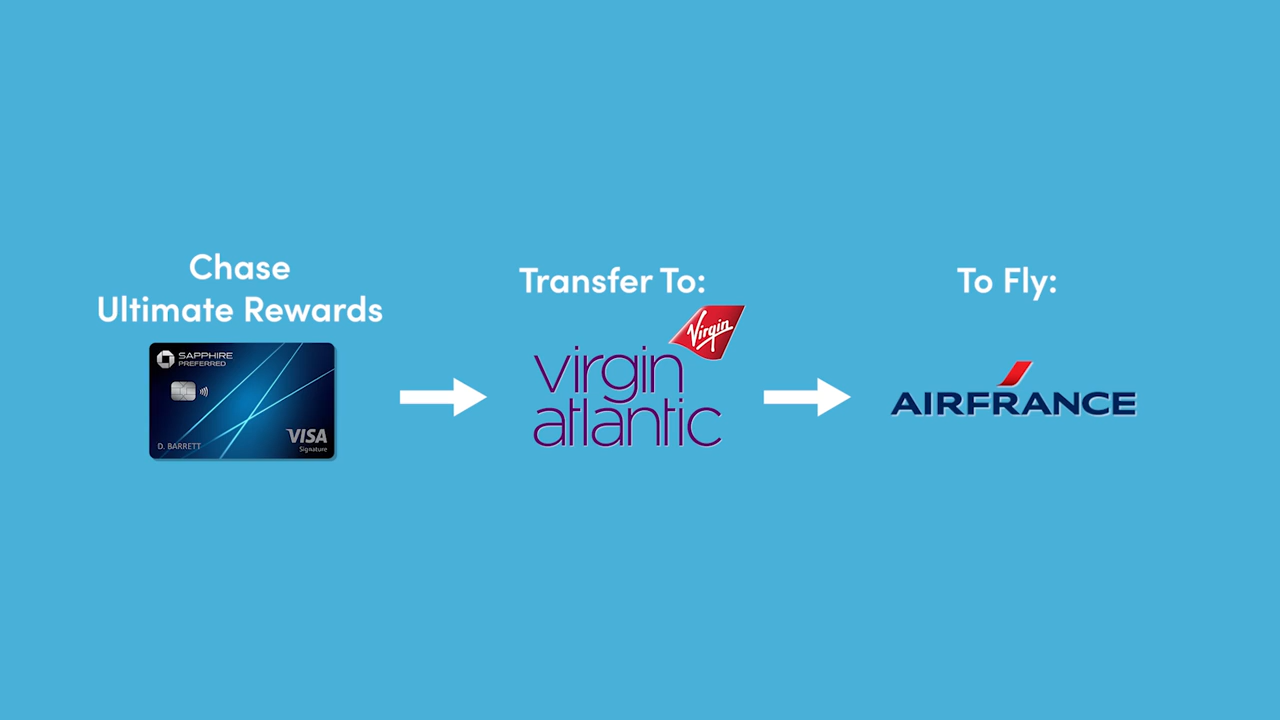 Chase
Ultimate Rewards
SAPPHIRE
PREFERRED
D. BARRETT
VISA
Signature
Transfer To:
Virgin
virgin
atlantic
To Fly:
AIRFRANCE